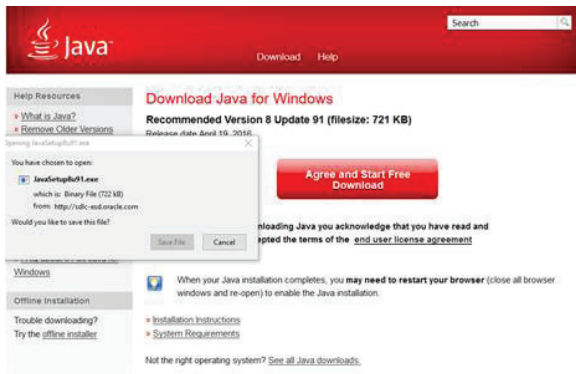 Java
Search
Download Help
Help Resources
» What is Java?
» Remove Older Versions
Download Java for Windows
Recommended Version 8 Update 91 (filesize: 721 KB)
Release date April 19, 2016
Opening JavaSetup8u91.exe
You have chosen to open:
JavaSetup8u91.exe
which is: Binary File (722 kB)
from: http://sdlc-esd.oracle.com
Would you like to save this file?
Save File Cancel
Agree and Start Free
Download
nloading Java you acknowledge that you have read and
epted the terms of the end user license agreement
Windows
When your Java installation completes, you may need to restart your browser (close all browser
windows and re-open) to enable the Java installation.
Offline Installation
Trouble downloading?
Try the offline installer
» Installation Instructions
» System Requirements
Not the right operating system? See all Java downloads.